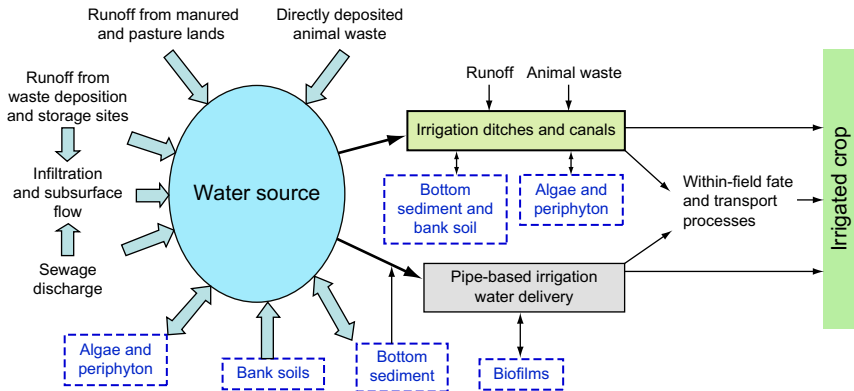 Runoff from manured
and pasture lands
Directly deposited
animal waste
Runoff from
waste deposition
and storage sites
Infiltration
and subsurface
flow
Sewage
discharge
Water source
Algae and
periphyton
Bank soils
Bottom
sediment
Runoff
Animal waste
Irrigation ditches and canals
Bottom
sediment and
bank soil
Algae and
periphyton
Within-field fate
and transport
processes
Pipe-based irrigation
water delivery
Biofilms
Irrigated crop